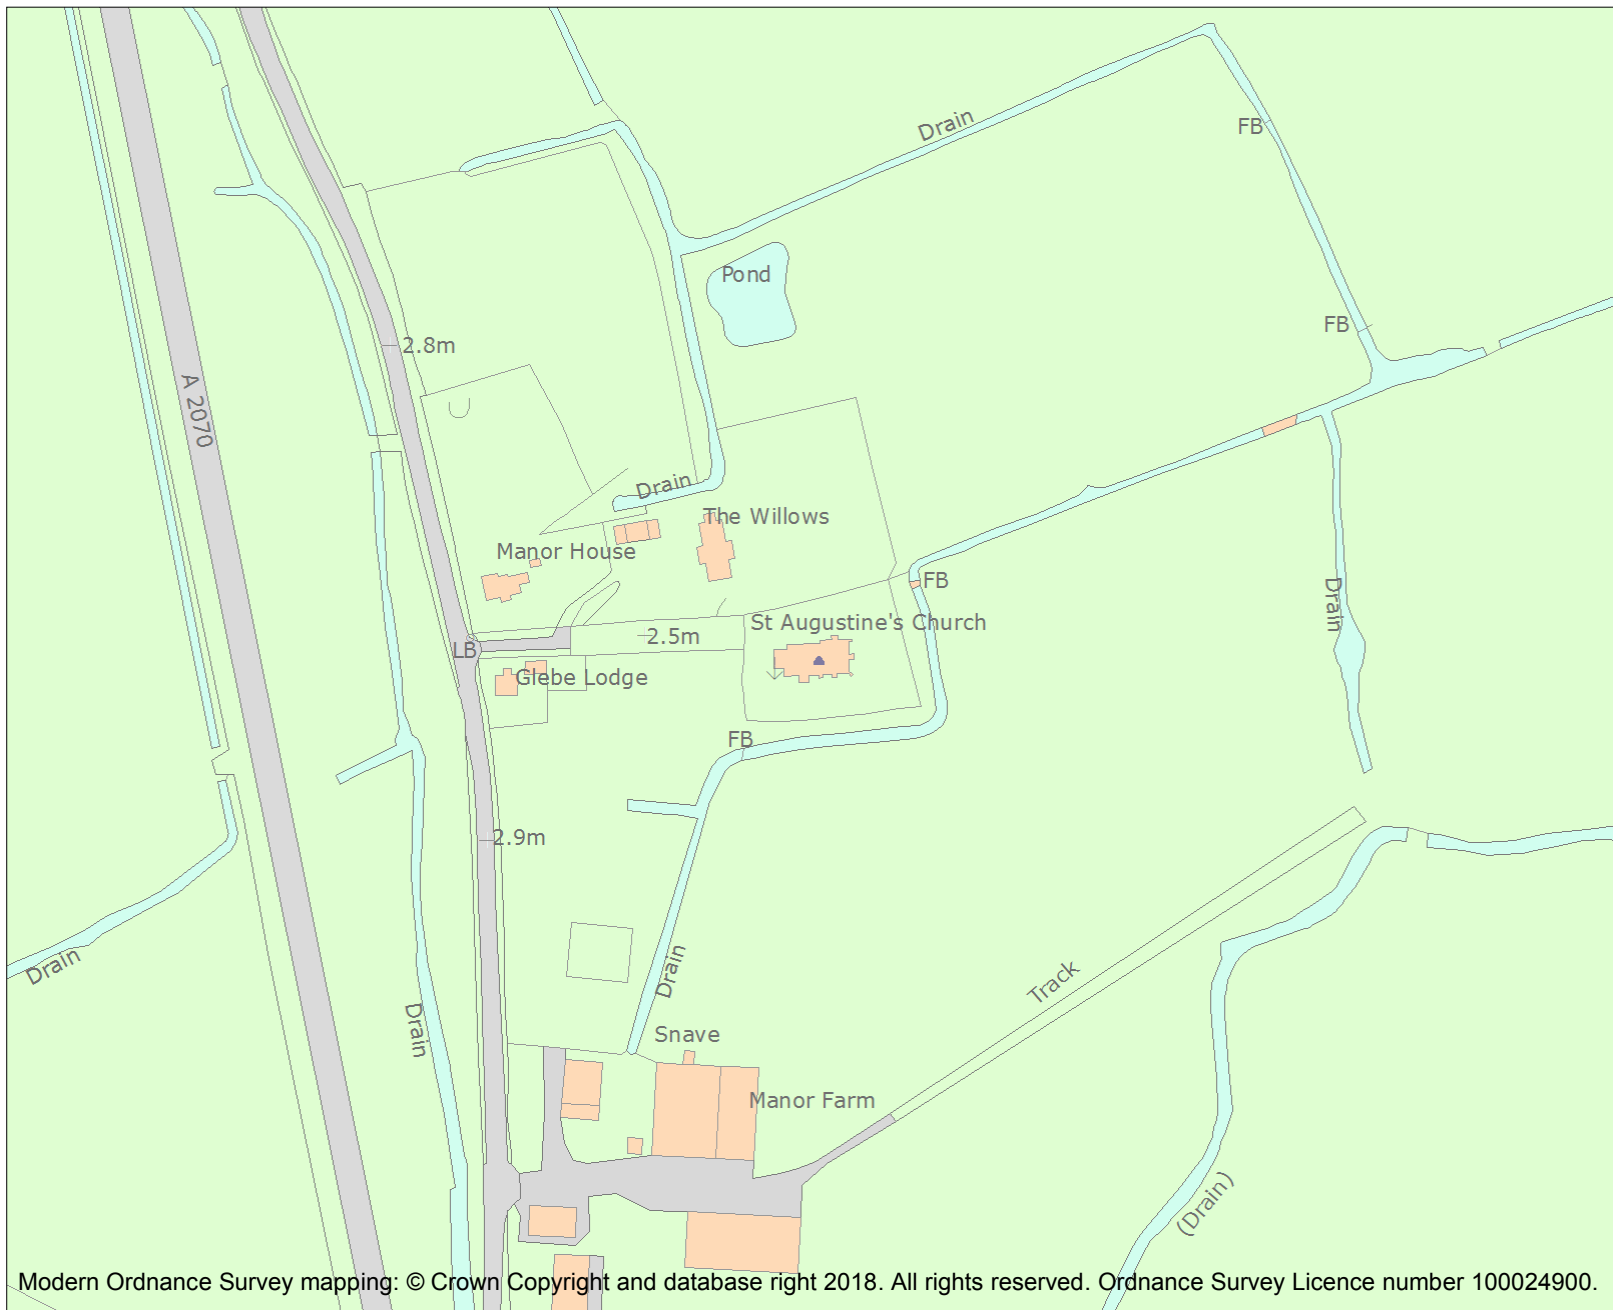 Drain
FB
Pond
FB
2.8m
A 2070
Drain
The Willows
Manor House
FB
Drain
St Augustine's Church
2.5m
LB
Glebe Lodge
FB
2.9m
Drain
Drain
Track
Drain
Snave
Manor Farm
(Drain)
Modern Ordnance Survey mapping: © Crown Copyright and database right 2018. All rights reserved. Ordnance Survey Licence number 100024900.